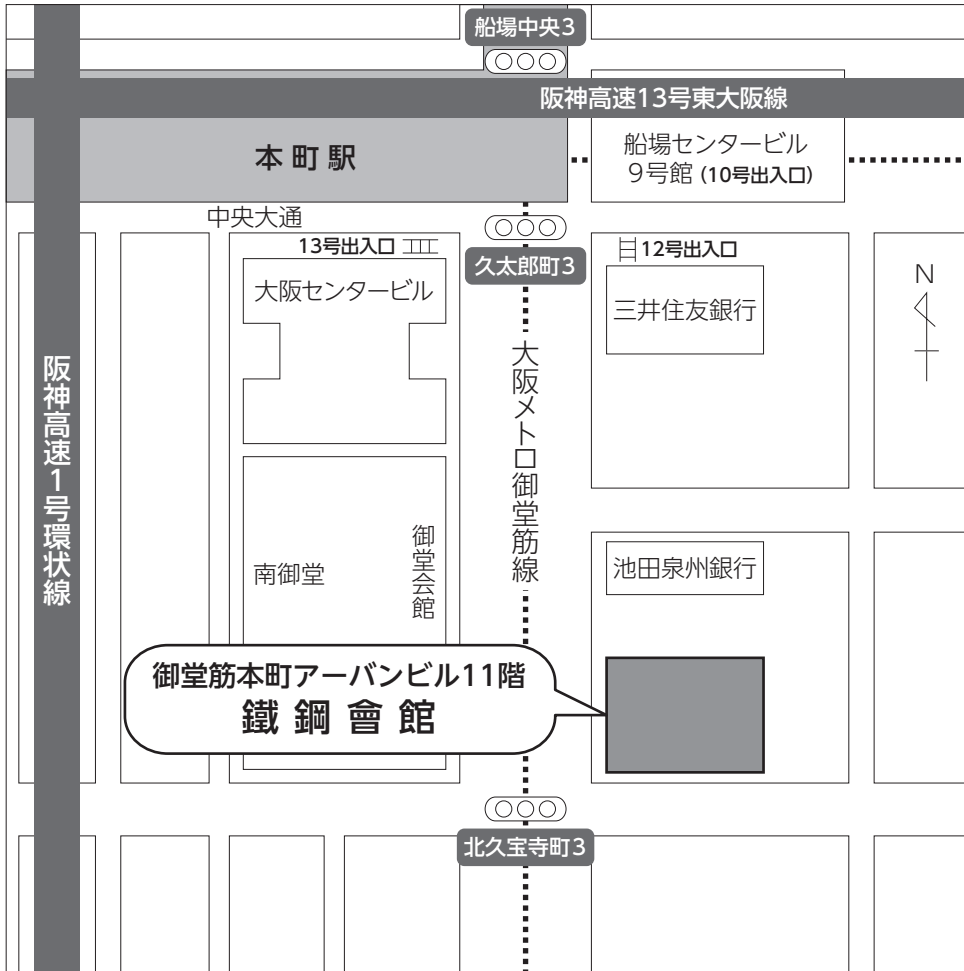 船場中央3
阪神高速13号東大阪線
本町駅
船場センタービル
9号館 (10号出入口)
中央大通
13号出入口
久太郎町3
12号出入口
大阪センタービル
三井住友銀行
N
阪神高速1号環状線
大阪メトロ御堂筋線
南御堂
御堂会館
池田泉州銀行
御堂筋本町アーバンビル11階
鐵鋼會館
北久宝寺町3